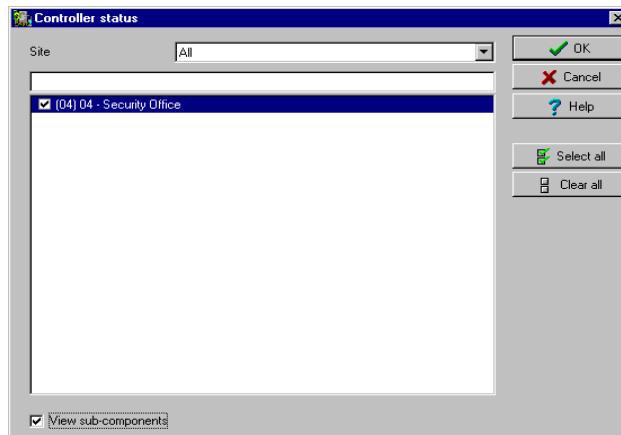 Controller status
Site
All
OK
Cancel
Help
(04) 04 - Security Office
Select all
Clear all
View sub-components